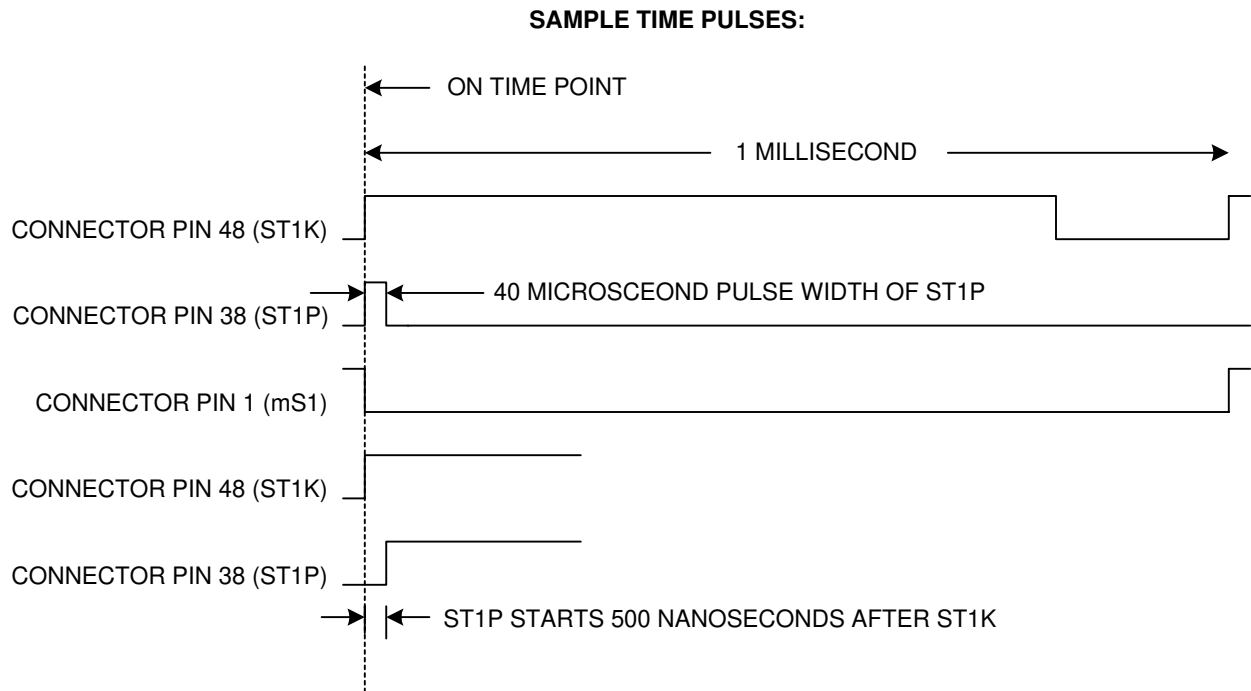 SAMPLE TIME PULSES:
ON TIME POINT
1 MILLISECOND
CONNECTOR PIN 48 (ST1K)
40 MICROSCEOND PULSE WIDTH OF ST1P
CONNECTOR PIN 38 (ST1P)
CONNECTOR PIN 1 (mS1)
CONNECTOR PIN 48 (ST1K)
CONNECTOR PIN 38 (ST1P)
ST1P STARTS 500 NANOSECONDS AFTER ST1K